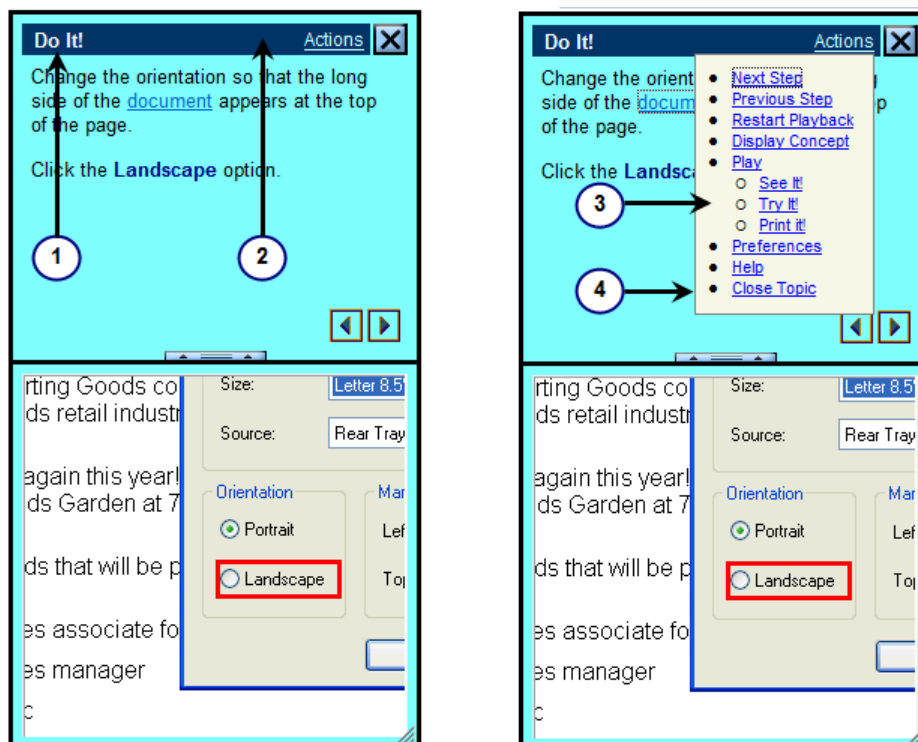 Do It! Actions
Change the orientation so that the long
side of the document appears at the top
of the page.
Click the Landscape option.
1
2
rting Goods co
ds retail industr
again this year!
ds Garden at 7
ds that will be p
es associate fo
es manager
c
Size: Letter 8.5"
Source: Rear Tray
Orientation
Mar
Portrait
Lef
Landscape
Top
Do It! Actions
Change the orient
side of the docum
of the page.
Click the Landsca
g
op
Next Step
Previous Step
Restart Playback
Display Concept
Play
See It!
Try It!
Print it!
Preferences
Help
Close Topic
3
4
rting Goods co
ds retail industr
again this year!
ds Garden at 7
ds that will be p
es associate fo
es manager
c
Size: Letter 8.5"
Source: Rear Tray
Orientation
Mar
Portrait
Lef
Landscape
Top